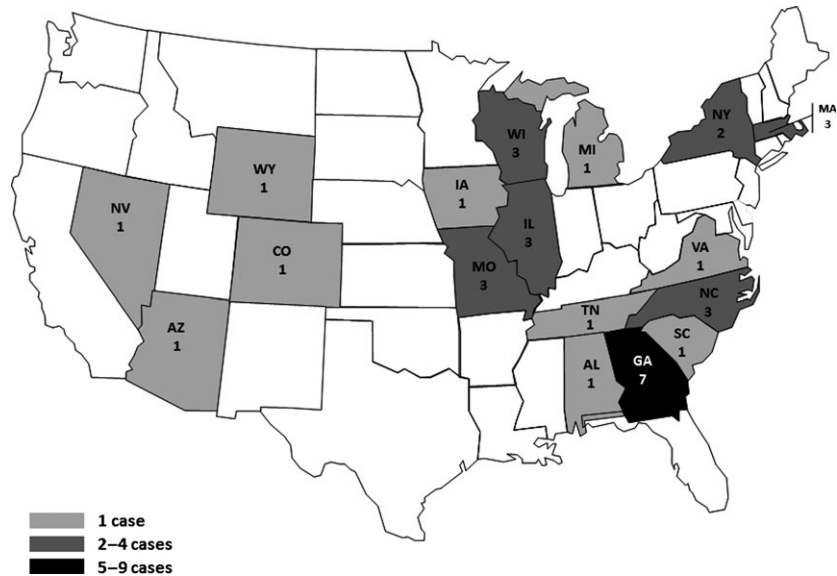 MA
3
NY
2
WI
3
MI
1
WY
1
IA
1
NV
1
IL
3
CO
1
VA
1
MO
3
NC
3
TN
1
AZ
1
SC
1
AL
1
GA
7
1 case
2–4 cases
5–9 cases